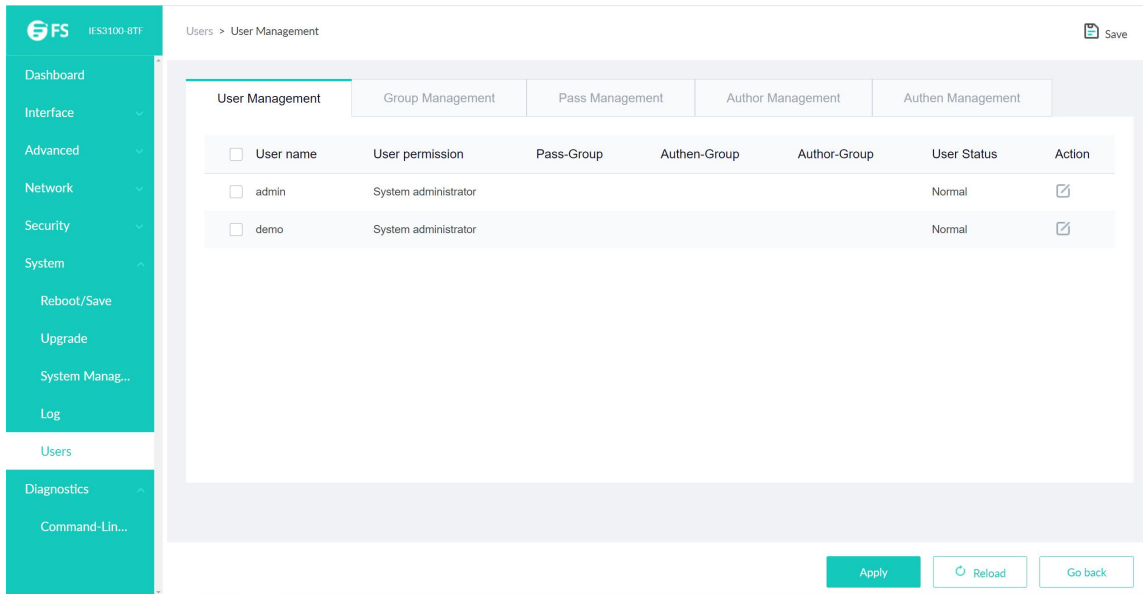 FS IES3100-8TF
Users > User Management
Save
Dashboard
Interface
Advanced
Network
Security
System
Reboot/Save
Upgrade
System Manag...
Log
Users
Diagnostics
Command-Lin...
User Management Group Management Pass Management Author Management Authen Management
User name User permission Pass-Group Authen-Group Author-Group User Status Action
admin System administrator Normal
demo System administrator Normal
Apply Reload Go back